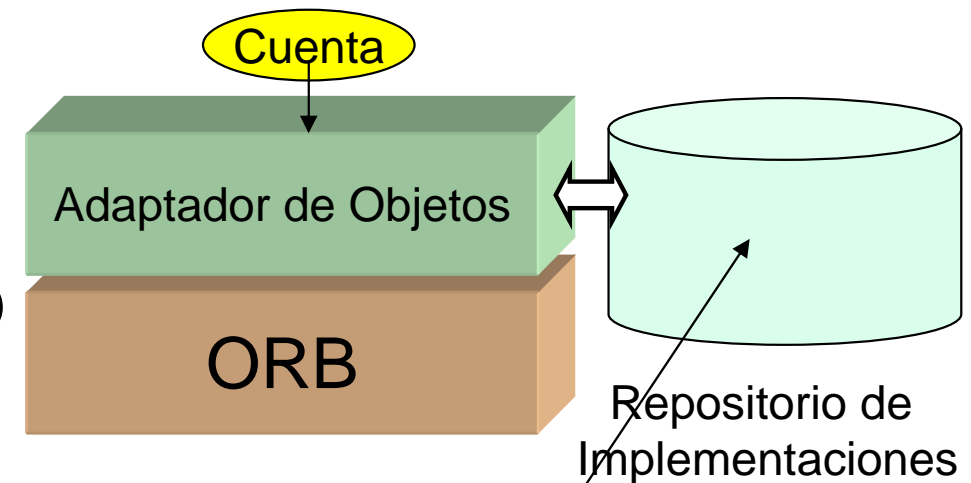 Cuenta
Adaptador de Objetos
)
ORB
Repositorio de
Implementaciones